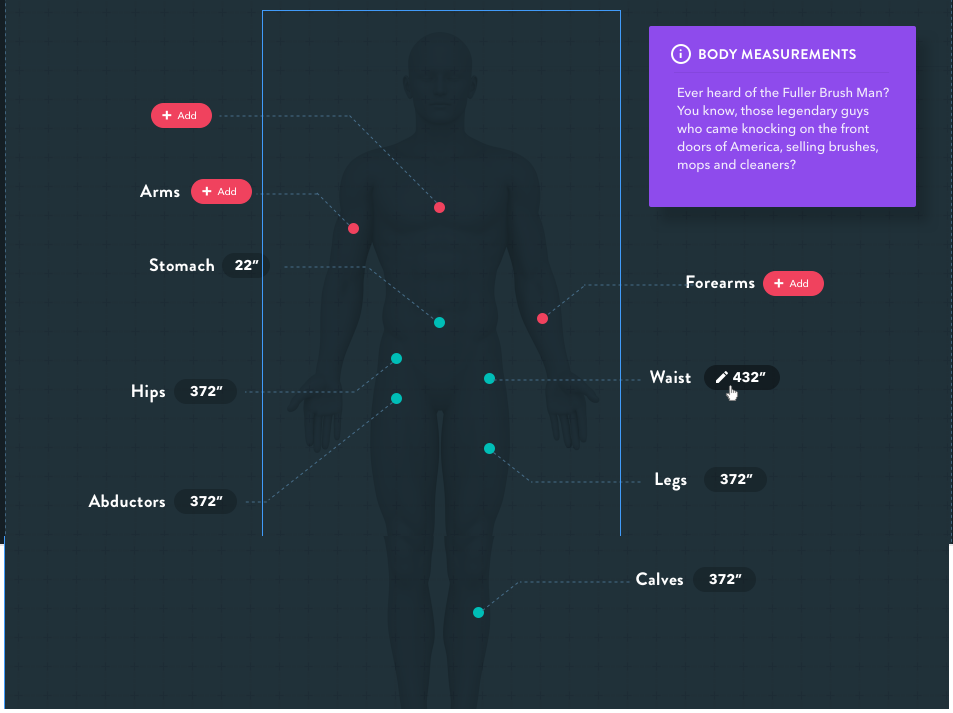 BODY MEASUREMENTS
Ever heard of the Fuller Brush Man?
You know, those legendary guys
who came knocking on the front
doors of America, selling brushes,
mops and cleaners?
+ Add
Arms + Add
Stomach 22”
Forearms + Add
Waist 432”
Hips 372”
Legs 372”
Abductors 372”
Calves 372”